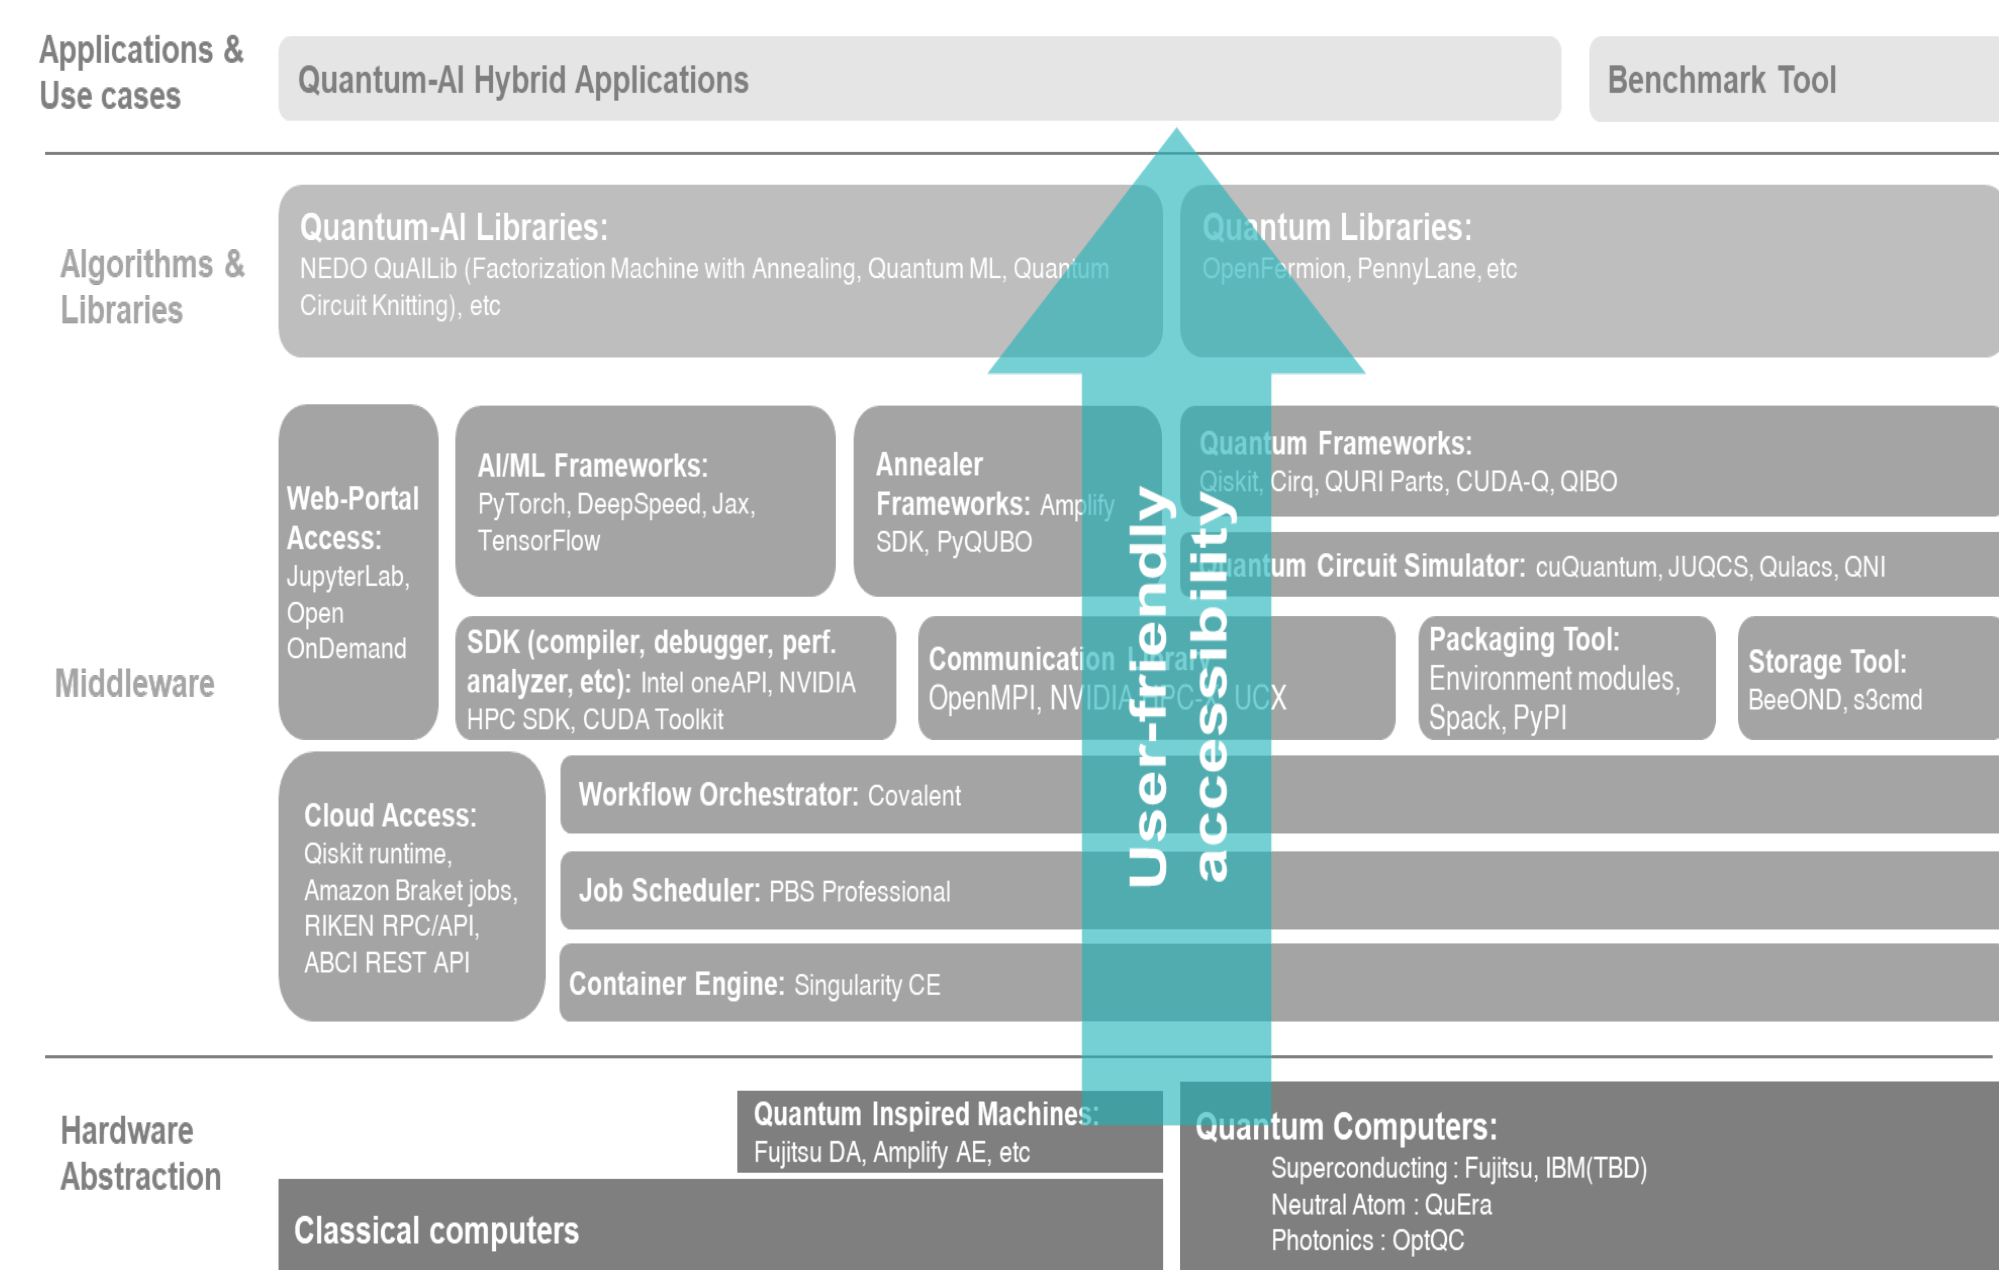 Applications &
Use cases
Quantum-AI Hybrid Applications
Benchmark Tool
Algorithms &
Libraries
Quantum-AI Libraries:
NEDO QuAILib (Factorization Machine with Annealing, Quantum ML, Quantum
Circuit Knitting), etc
Quantum Libraries:
OpenFermion, PennyLane, etc
Middleware
Web-Portal
Access:
JupyterLab,
Open
OnDemand
AI/ML Frameworks:
PyTorch, DeepSpeed, Jax,
TensorFlow
Annealer
Frameworks: Amplify
SDK, PyQUBO
Quantum Frameworks:
Qiskit, Cirq, QURI Parts, CUDA-Q, QIBO
Quantum Circuit Simulator: cuQuantum, JUQCS, Qulacs, QNI
SDK (compiler, debugger, perf.
analyzer, etc): Intel oneAPI, NVIDIA
HPC SDK, CUDA Toolkit
Communication Library
OpenMPI, NVIDIA HPC-X, UCX
Packaging Tool:
Environment modules,
Spack, PyPI
Storage Tool:
BeeOND, s3cmd
Cloud Access:
Qiskit runtime,
Amazon Braket jobs,
RIKEN RPC/API,
ABCI REST API
Workflow Orchestrator: Covalent
Job Scheduler: PBS Professional
Container Engine: Singularity CE
User-friendly
accessibility
Hardware
Abstraction
Quantum Inspired Machines:
Fujitsu DA, Amplify AE, etc
Classical computers
Quantum Computers:
Superconducting : Fujitsu, IBM(TBD)
Neutral Atom : QuEra
Photonics : OptQC